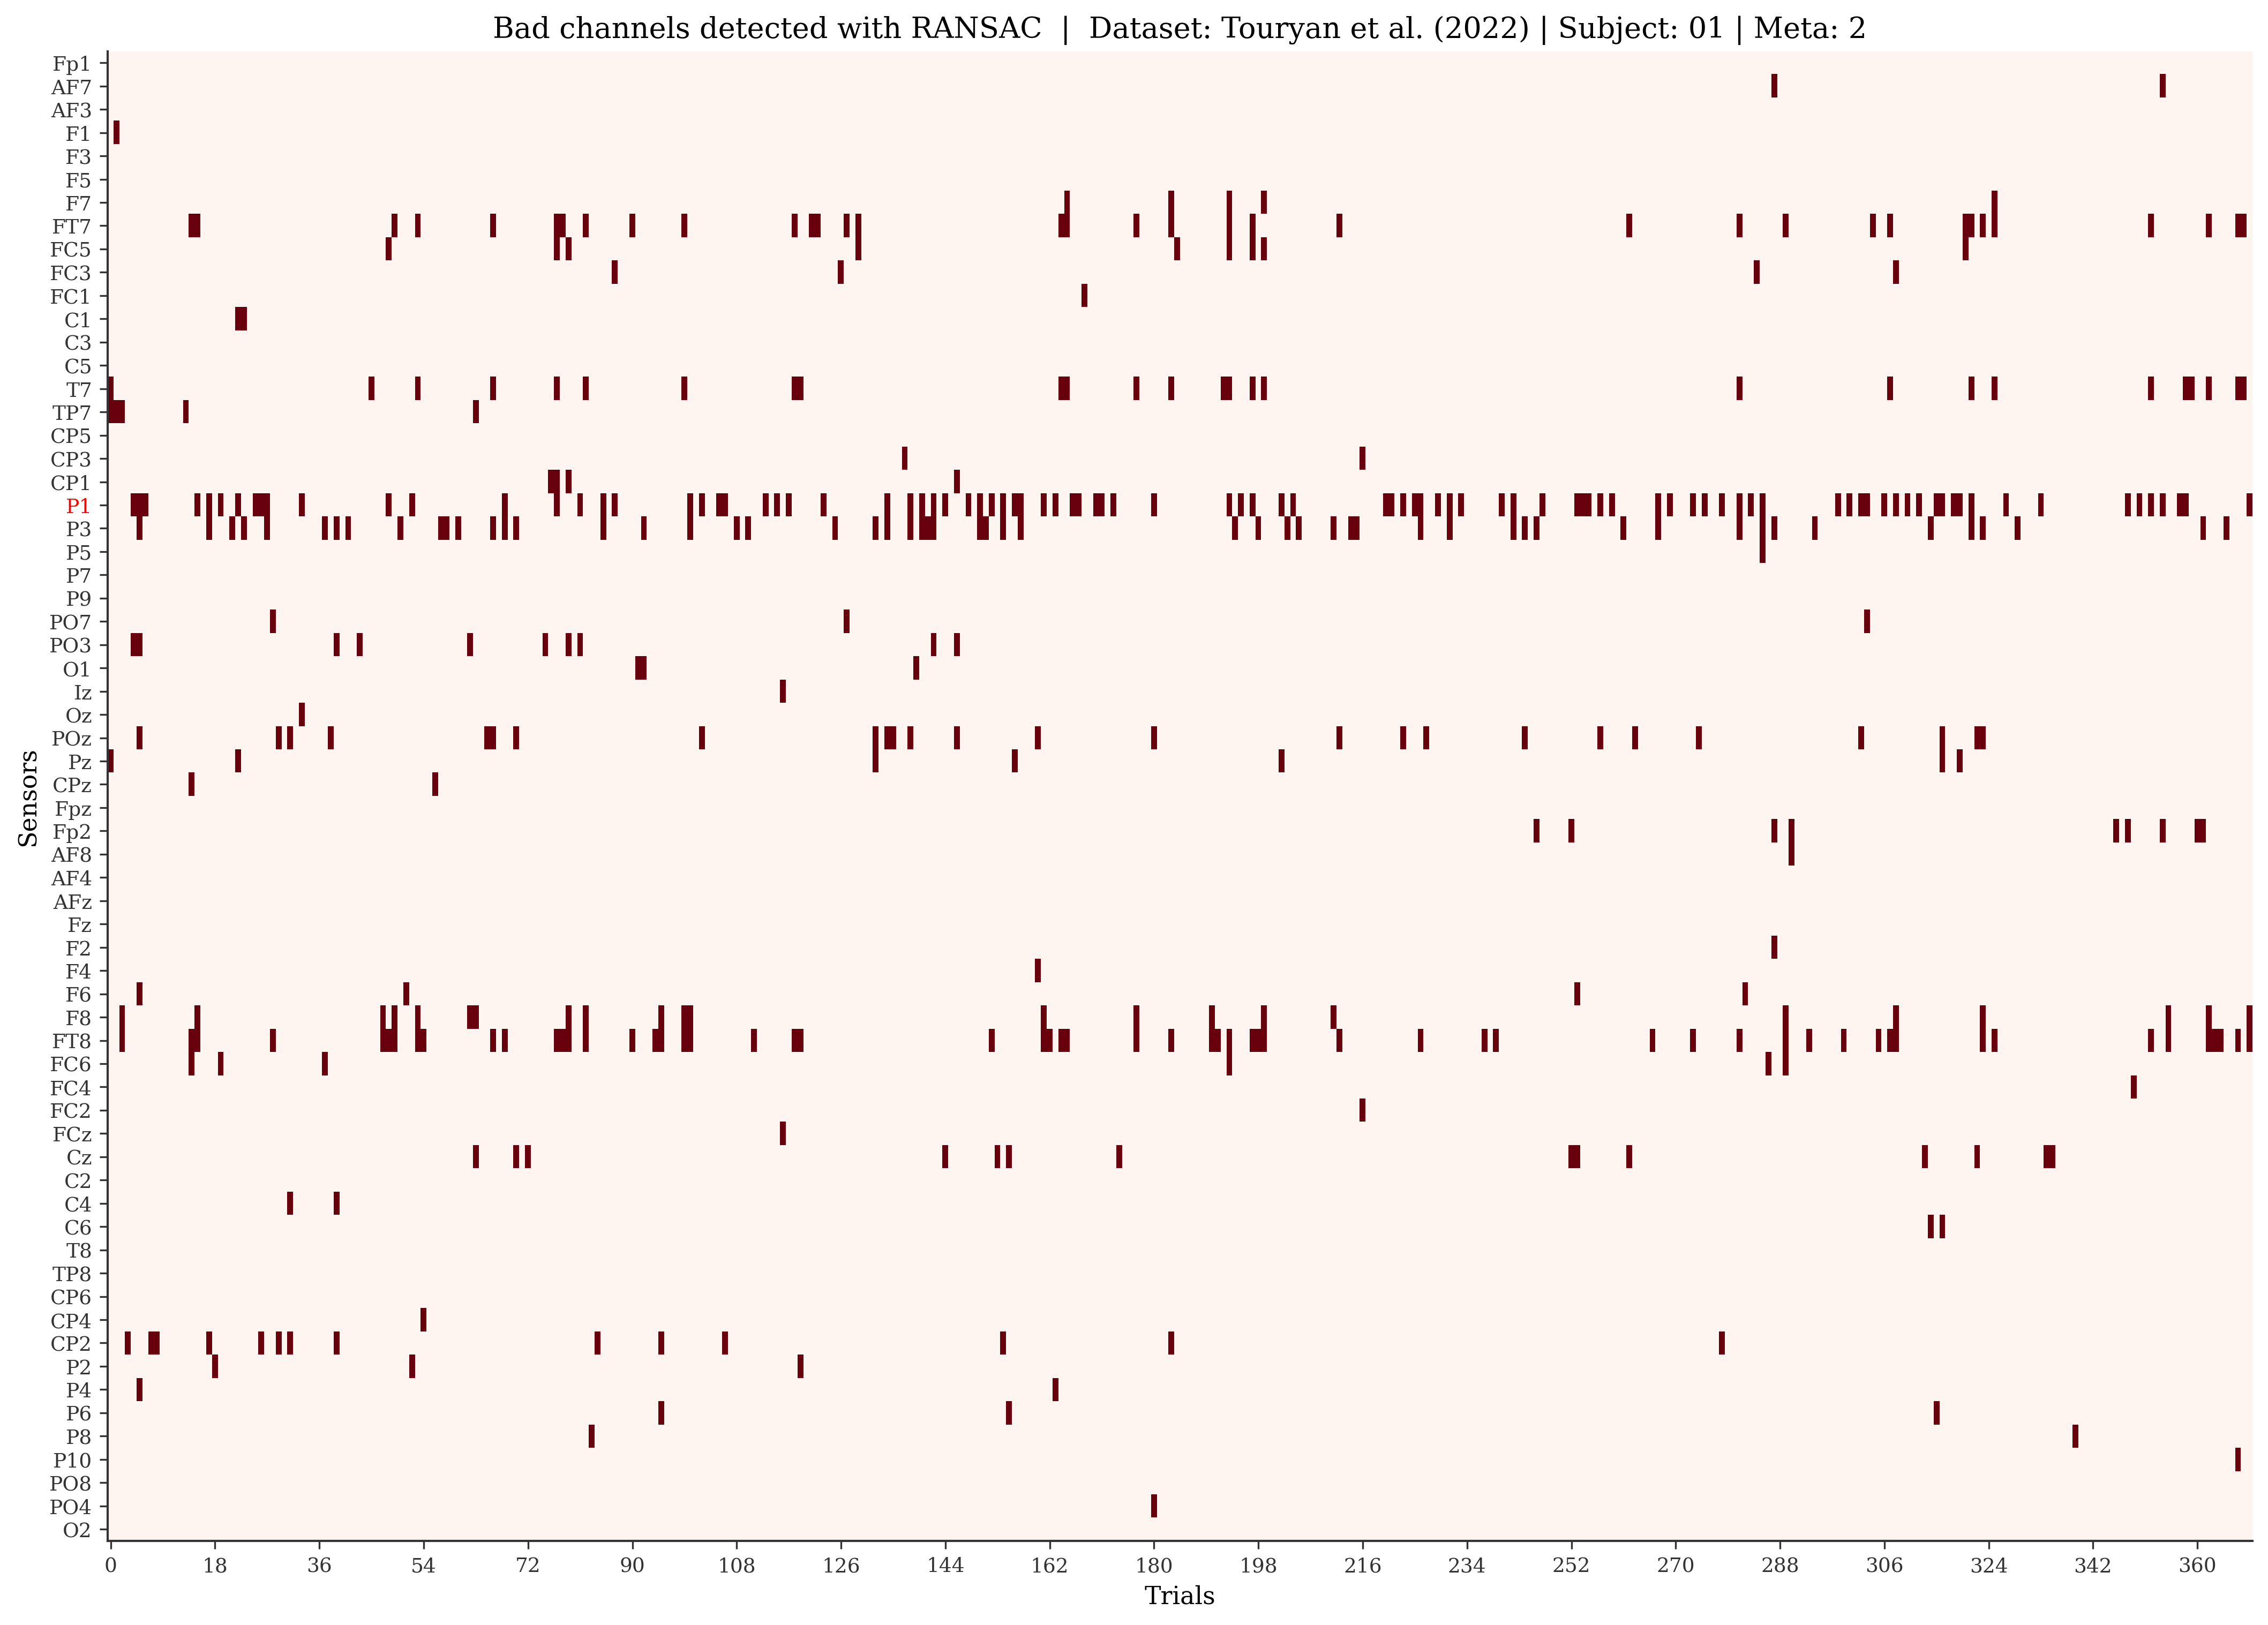 Bad channels detected with RANSAC | Dataset: Touryan et al. (2022) | Subject: 01 | Meta: 2
Sensors
Fp1
AF7
AF3
F1
F3
F5
F7
FT7
FC5
FC3
FC1
C1
C3
C5
T7
TP7
CP5
CP3
CP1
P1
P3
P5
P7
P9
PO7
PO3
O1
Iz
Oz
POz
Pz
CPz
Fpz
Fp2
AF8
AF4
AFz
Fz
F2
F4
F6
F8
FT8
FC6
FC4
FC2
FCz
Cz
C2
C4
C6
T8
TP8
CP6
CP4
CP2
P2
P4
P6
P8
P10
PO8
PO4
O2
0 18 36 54 72 90 108 126 144 162 180 198 216 234 252 270 288 306 324 342 360
Trials